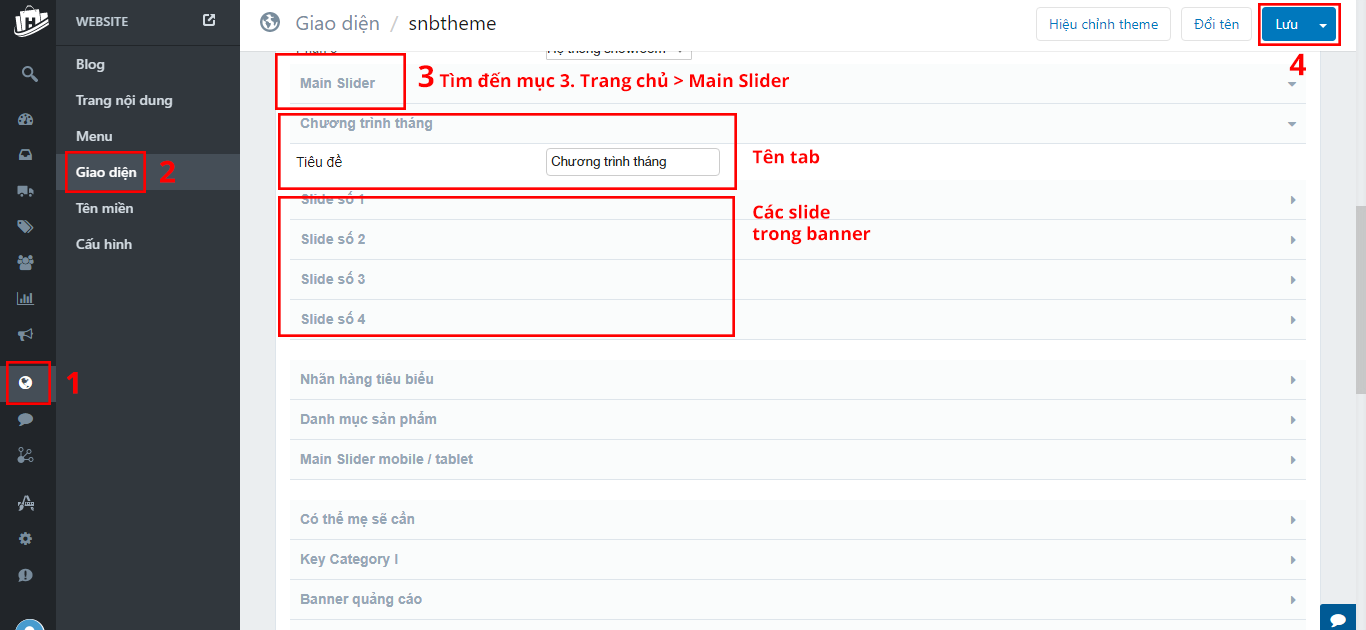 WEBSITE
Blog
Trang nội dung
Menu
Giao diện
2
Tên miền
Cấu hình
1
Giao diện / snbtheme
Hiệu chỉnh theme
Đổi tên
Lưu
4
Main Slider
3 Tìm đến mục 3. Trang chủ > Main Slider
Chương trình tháng
Tiêu đề
Chương trình tháng
Tên tab
Slide số 1
Các slide
trong banner
Slide số 2
Slide số 3
Slide số 4
Nhãn hàng tiêu biểu
Danh mục sản phẩm
Main Slider mobile / tablet
Có thể mẹ sẽ cần
Key Category I
Banner quảng cáo